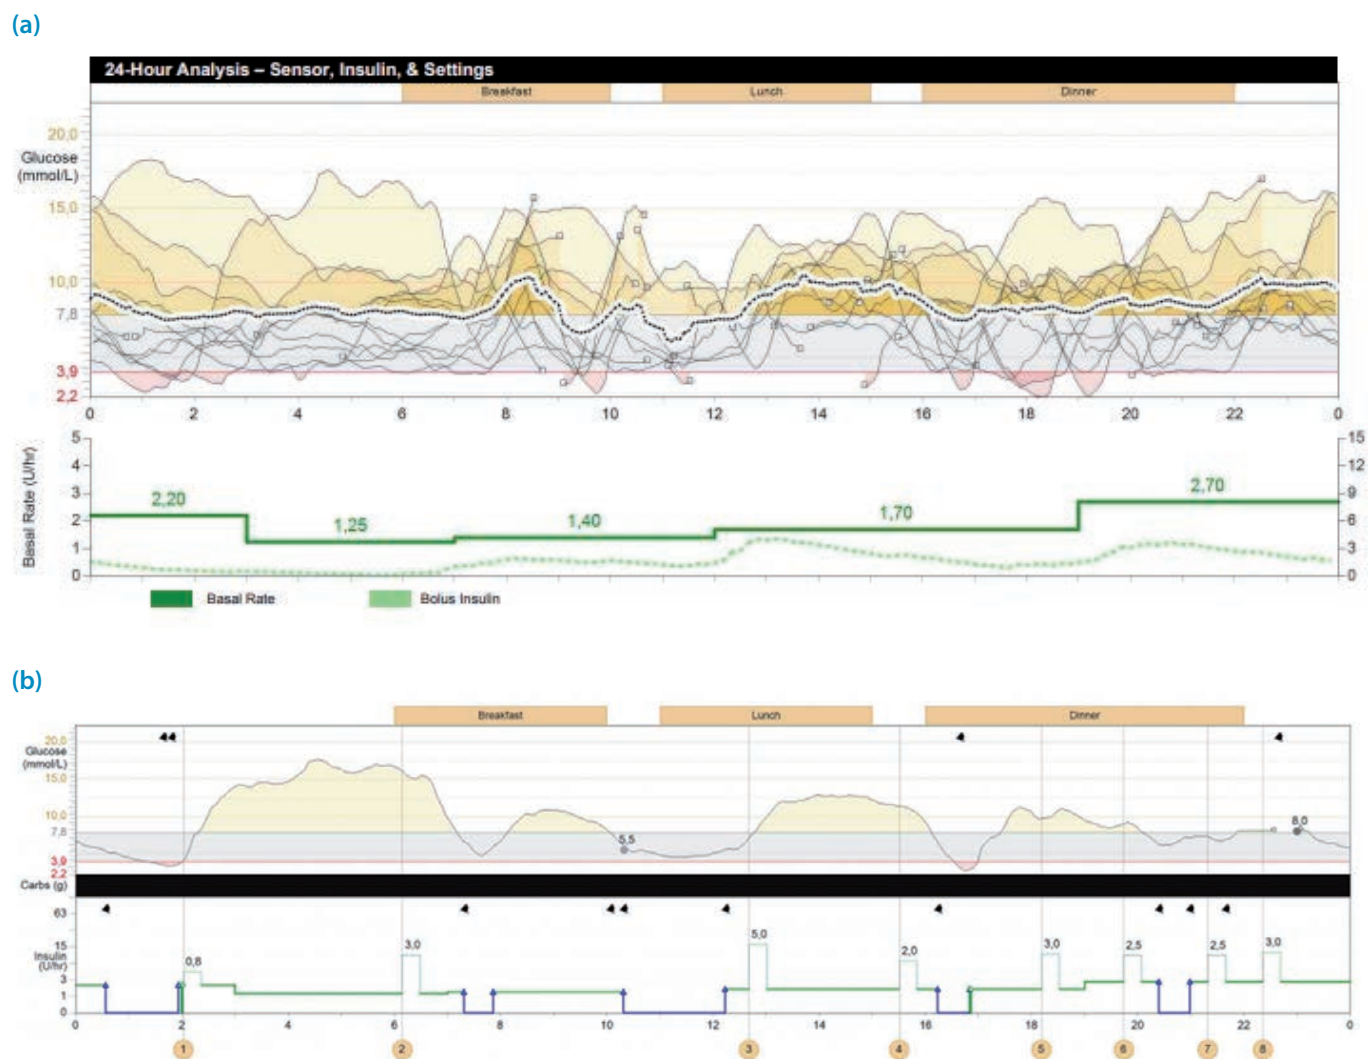 (a)
24-Hour Analysis – Sensor, Insulin, & Settings
Breakfast Lunch Dinner
20,0
Glucose
(mmol/L)
15,0
10,0
7,8
3,9
2,2
0 2 4 6 8 10 12 14 16 18 20 22 0
Basal Rate (U/hr)
5 15
4 12
3 9
2 6
1 3
0 0
2,20 1,25 1,40 1,70 2,70
Basal Rate Bolus Insulin
(b)
Breakfast Lunch Dinner
20,0
Glucose
(mmol/L)
15,0
10,0
7,8
3,9
2,2
5,5 8,0
Carbs (g)
63
15
Insulin
(U/hr)
3
1
0
0,8 3,0 5,0 2,0 3,0 2,5 2,5 3,0
0 2 4 6 8 10 12 14 16 18 20 22 0
1 2 3 4 5 6 7 8